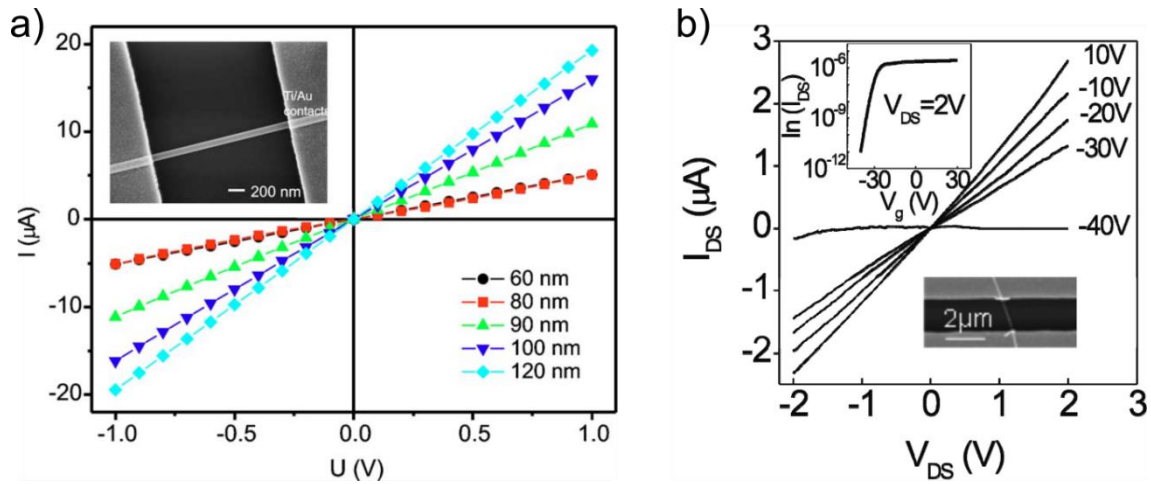 a)
20
10
0
-10
-20
I (µA)
-1.0 -0.5 0.0 0.5 1.0
U (V)
Ti/Au
contacts
200 nm
60 nm
80 nm
90 nm
100 nm
120 nm
b)
3
2
1
0
-1
-2
I_DS (µA)
-2 -1 0 1 2 3
V_DS (V)
10V
-10V
-20V
-30V
-40V
ln (I_DS)
10^-6
10^-9
10^-12
V_DS=2V
-30 0 30
V_g (V)
2µm